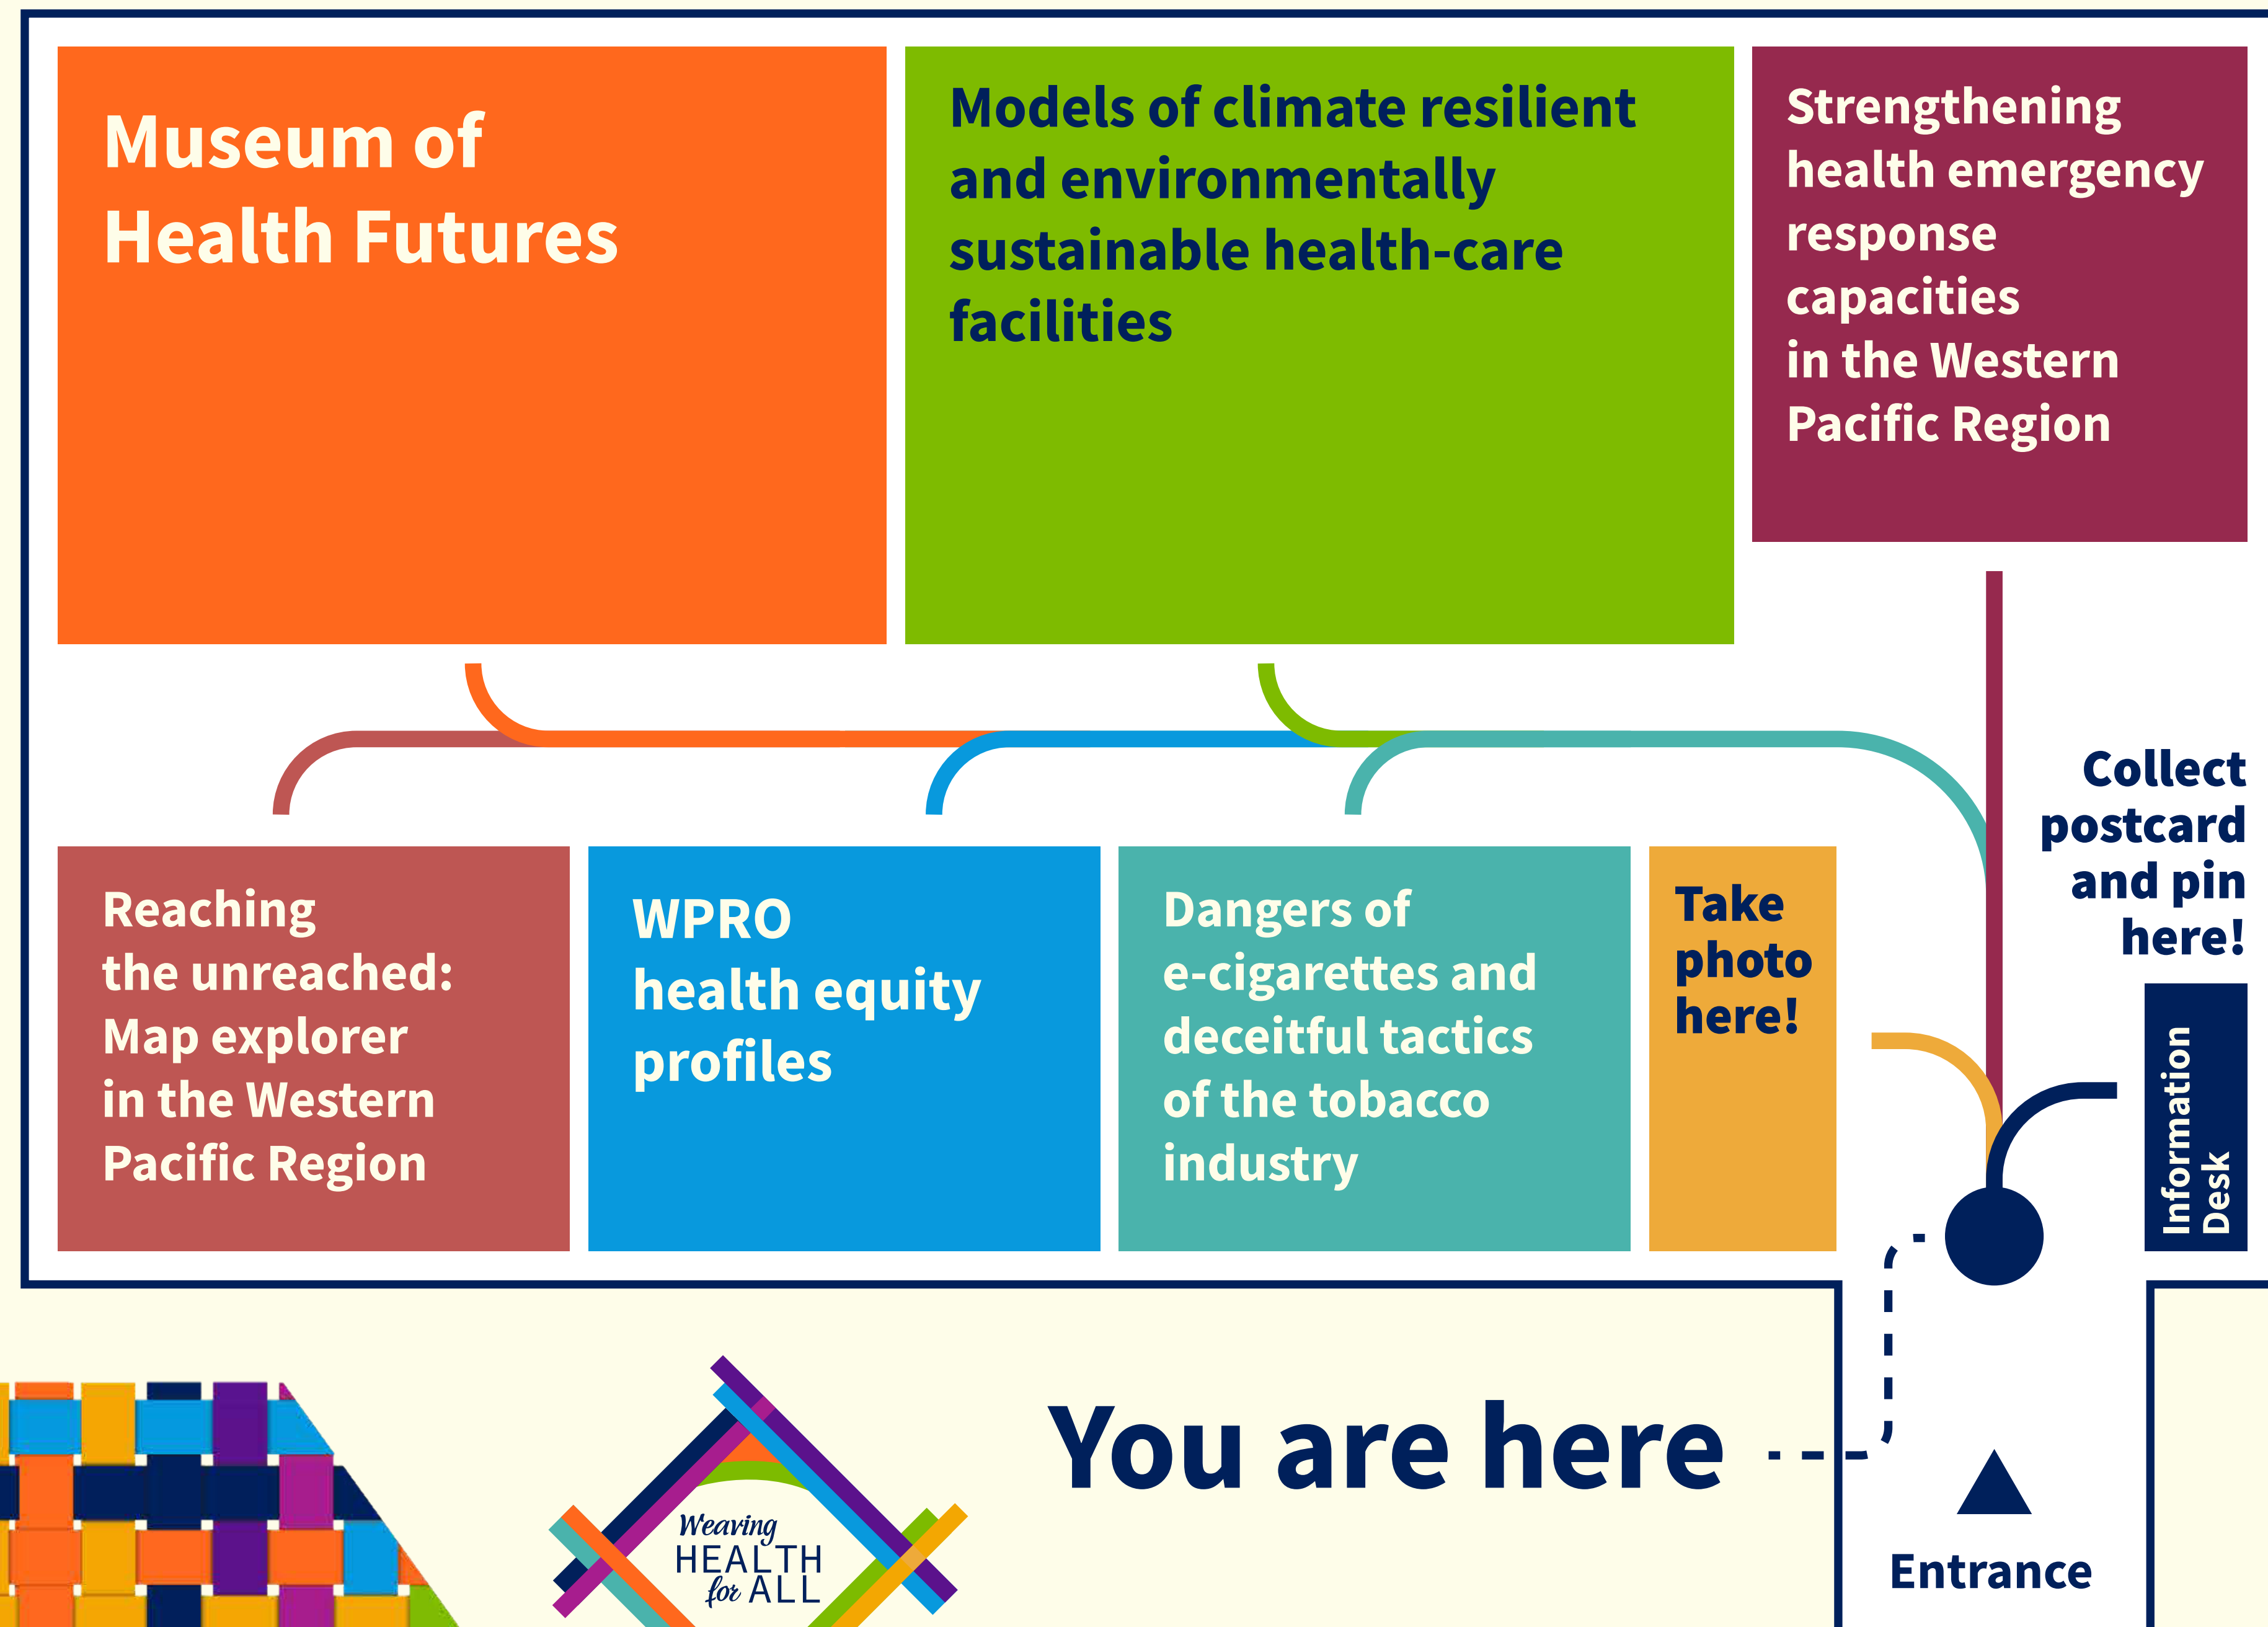 Museum of
Health Futures
Models of climate resilient
and environmentally
sustainable health-care
facilities
Strengthening
health emergency
response
capacities
in the Western
Pacific Region
Reaching
the unreached:
Map explorer
in the Western
Pacific Region
WPRO
health equity
profiles
Dangers of
e-cigarettes and
deceitful tactics
of the tobacco
industry
Take
photo
here!
Collect
postcard
and pin
here!
Information
Desk
You are here
Entrance
Weaving
HEALTH
for ALL